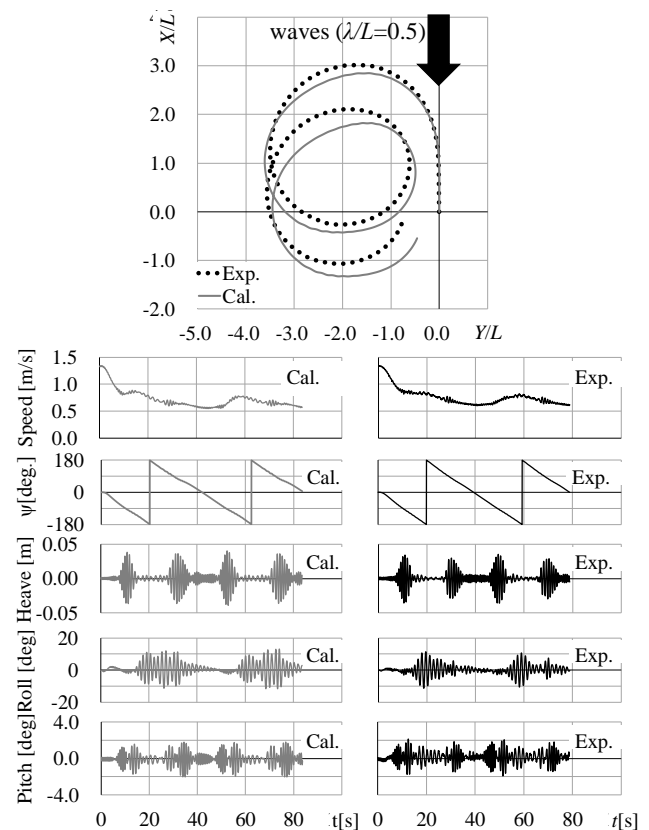 X/L
waves (λ/L=0.5)
3.0
2.0
1.0
0.0
-1.0
-2.0
Exp.
Cal.
-5.0 -4.0 -3.0 -2.0 -1.0 0.0 Y/L
Speed [m/s]
1.5
1.0
0.5
0.0
Cal.
Exp.
ψ[deg.]
180
0
-180
Cal.
Exp.
Heave [m]
0.05
0.00
-0.05
Cal.
Exp.
Roll [deg]
20
0
-20
Cal.
Exp.
Pitch [deg]
4.0
0.0
-4.0
Cal.
Exp.
0 20 40 60 80 t[s]
0 20 40 60 80 t[s]